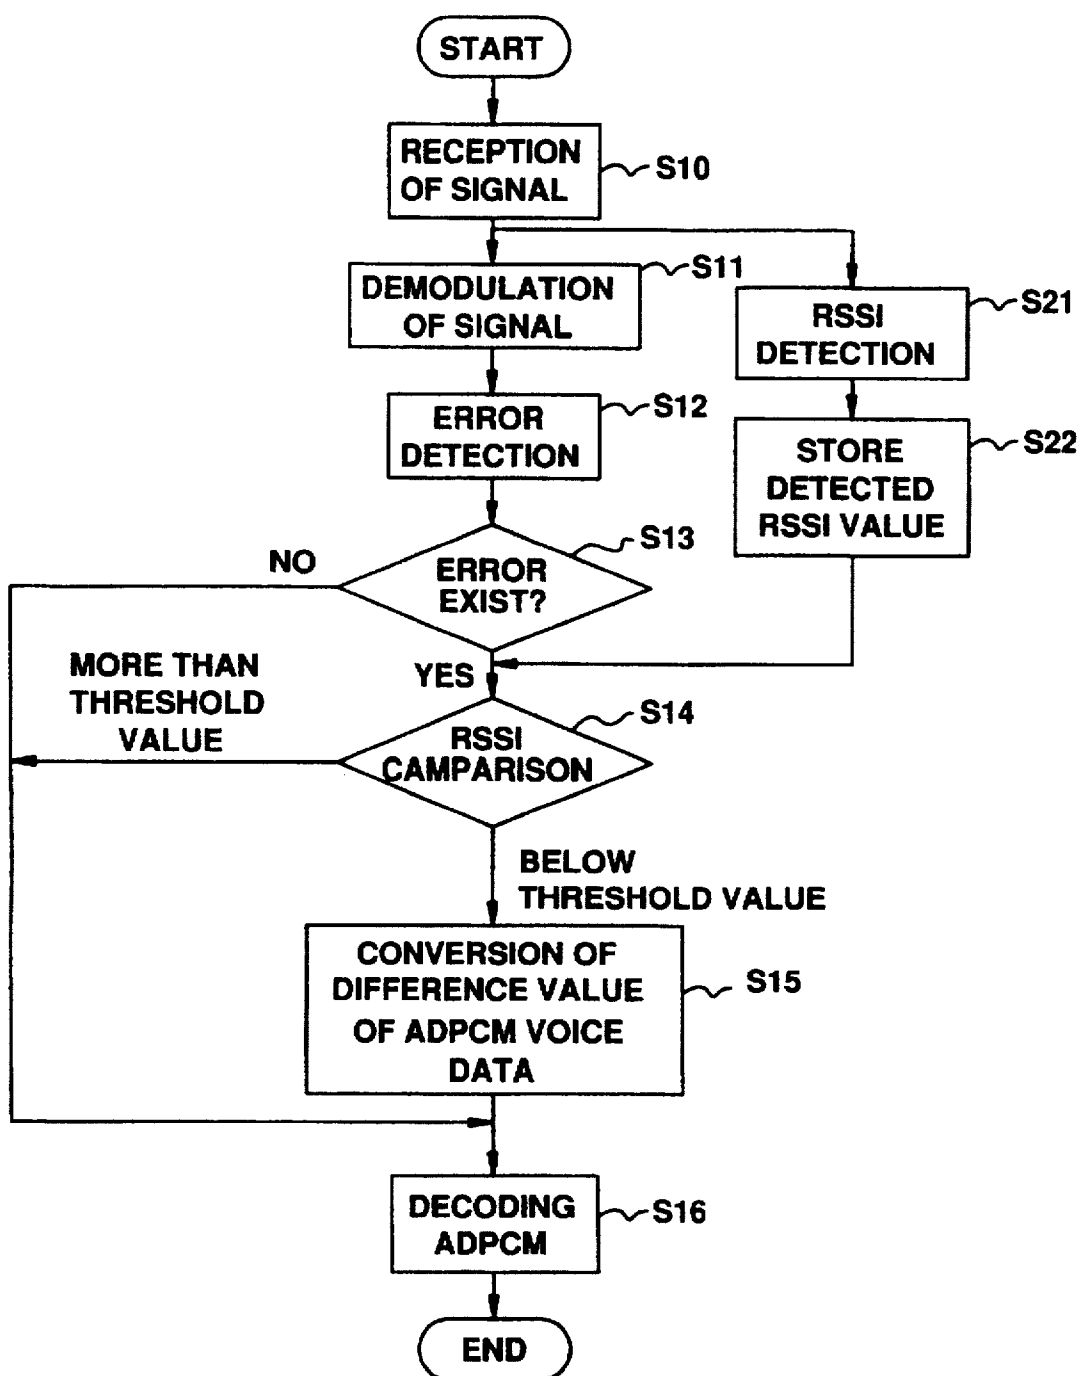 START
RECEPTION
OF SIGNAL
S10
DEMODULATION
OF SIGNAL
S11
RSSI
DETECTION
S21
ERROR
DETECTION
S12
STORE
DETECTED
RSSI VALUE
S22
ERROR
EXIST?
S13
NO
YES
MORE THAN
THRESHOLD
VALUE
RSSI
CAMPARISON
S14
BELOW
THRESHOLD VALUE
CONVERSION OF
DIFFERENCE VALUE
OF ADPCM VOICE
DATA
S15
DECODING
ADPCM
S16
END